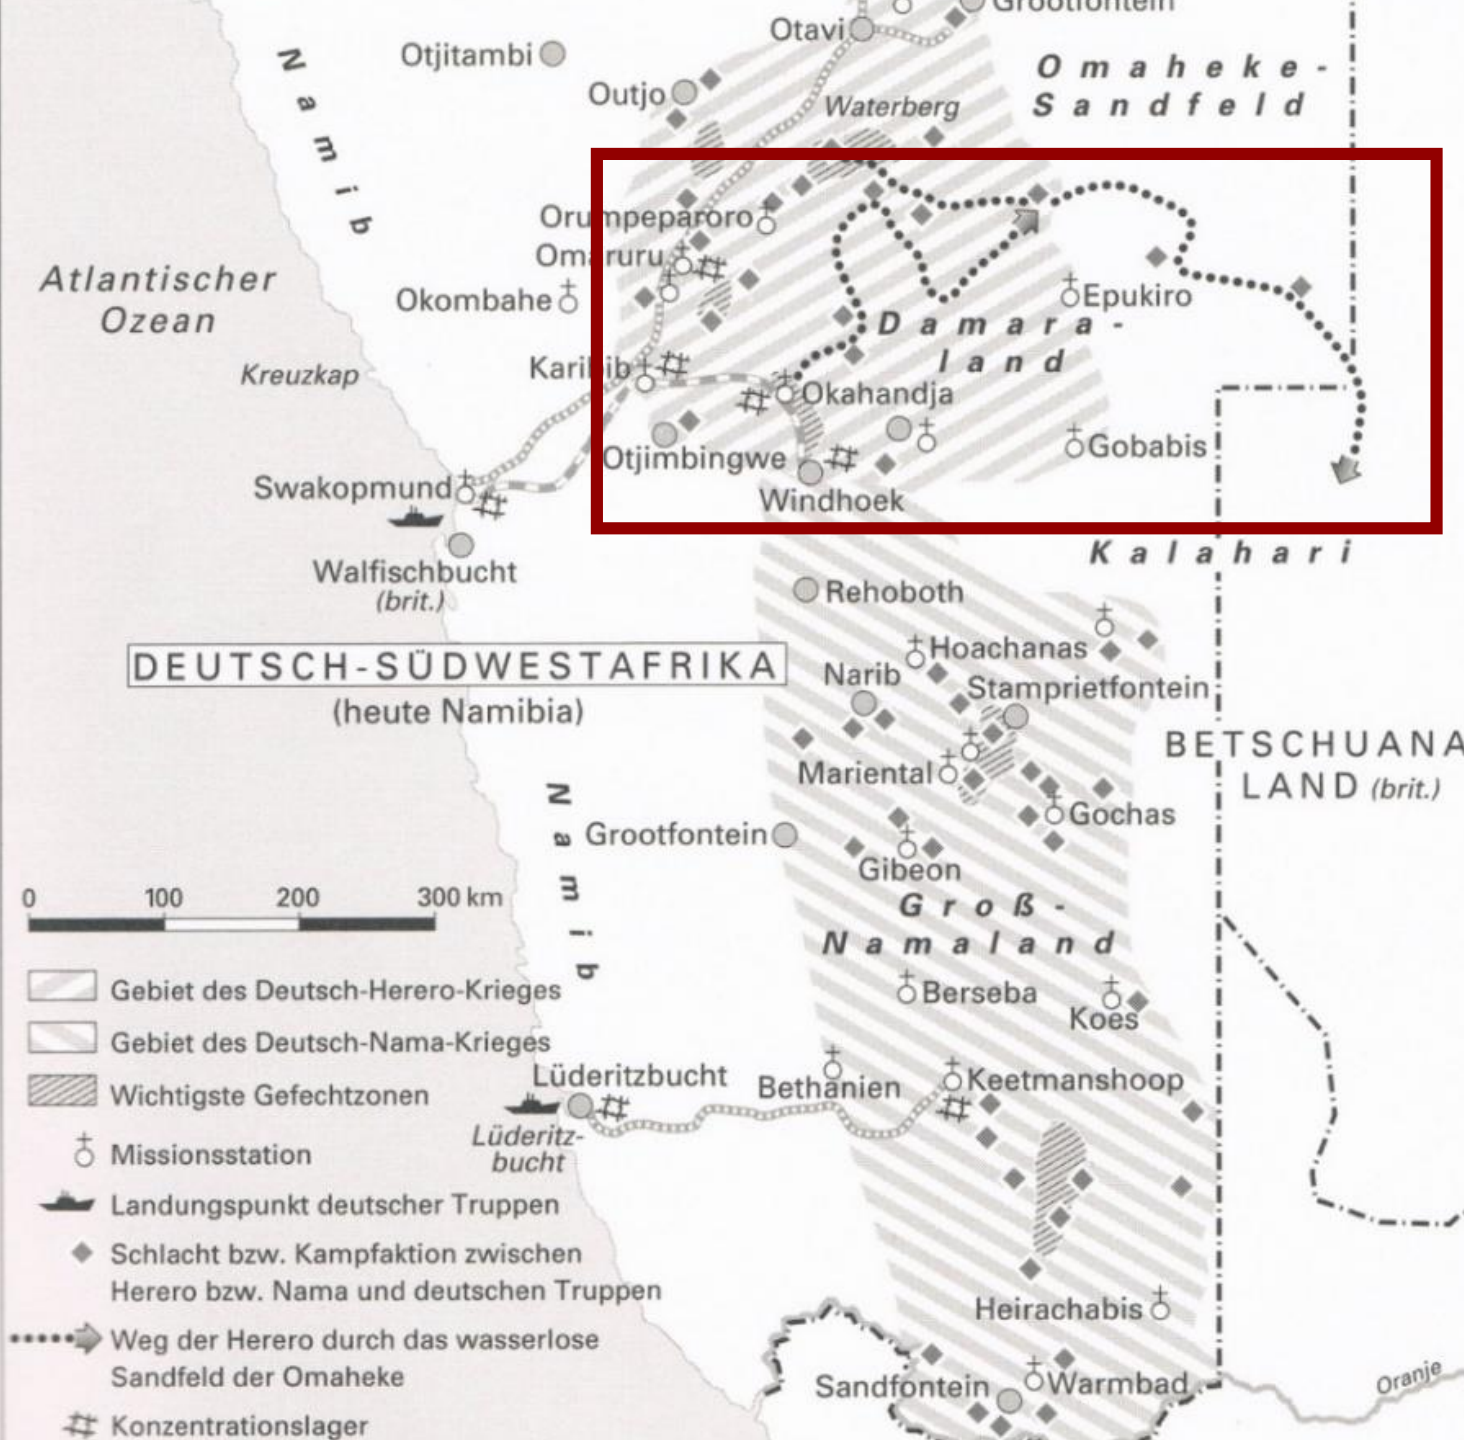 Grootfontein
Otavi
Otjitambi
Namib
Omaheke-
Sandfeld
Outjo
Waterberg
Orumpeparoro
Omaruru
Atlantischer
Ozean
Okombahe
Epukiro
Damara-
land
Kreuzkap
Karibib
Okahandja
Otjimbingwe
Gobabis
Swakopmund
Windhoek
Kalahari
Walfischbucht
(brit.)
Rehoboth
DEUTSCH-SÜDWESTAFRIKA
(heute Namibia)
Hoachanas
Narib
Stamprietfontein
BETSCHUANA
LAND (brit.)
Mariental
Namib
Gochas
Grootfontein
Gibeon
0 100 200 300 km
Groß-
Namaland
Gebiet des Deutsch-Herero-Krieges
Berseba
Koes
Gebiet des Deutsch-Nama-Krieges
Lüderitzbucht
Bethanien
Keetmanshoop
Wichtigste Gefechtzonen
Lüderitz-
bucht
Missionsstation
Landungspunkt deutscher Truppen
Schlacht bzw. Kampfaktion zwischen
Herero bzw. Nama und deutschen Truppen
Heirachabis
Weg der Herero durch das wasserlose
Sandfeld der Omaheke
Sandfontein
Warmbad
Oranje
Konzentrationslager